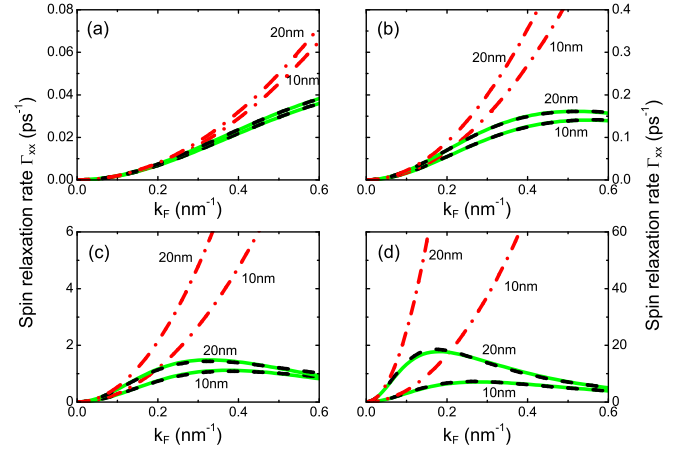 (a)
0.08
0.06
0.04
0.02
0.00
0.0 0.2 0.4 0.6
20nm
10nm
k_F (nm⁻¹)
(b)
0.4
0.3
0.2
0.1
0.0
0.0 0.2 0.4 0.6
20nm
10nm
20nm
10nm
k_F (nm⁻¹)
Spin relaxation rate Γ_xx (ps⁻¹)
Spin relaxation rate Γ_xx (ps⁻¹)
(c)
6
4
2
0
0.0 0.2 0.4 0.6
20nm
10nm
20nm
10nm
k_F (nm⁻¹)
(d)
60
40
20
0
0.0 0.2 0.4 0.6
20nm
10nm
20nm
10nm
k_F (nm⁻¹)